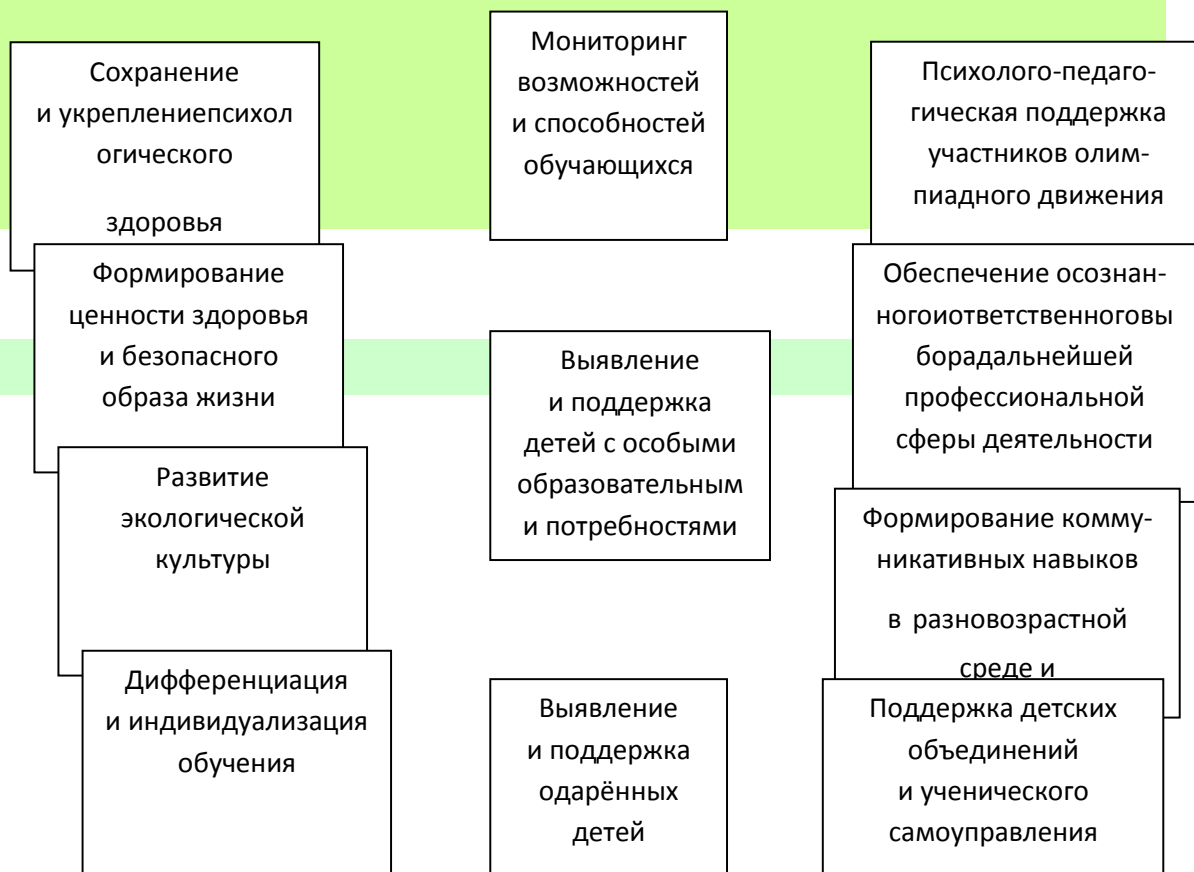 Сохранение
и укреплениепсихол
огического
здоровья
Формирование
ценности здоровья
и безопасного
образа жизни
Развитие
экологической
культуры
Дифференциация
и индивидуализация
обучения
Мониторинг
возможностей
и способностей
обучающихся
Выявление
и поддержка
детей с особыми
образовательным
и потребностями
Выявление
и поддержка
одарённых
детей
Психолого-педаго-
гическая поддержка
участников олим-
пиадного движения
Обеспечение осознан-
ногоиответственноговы
борадальнейшей
профессиональной
сферы деятельности
Формирование комму-
никативных навыков
в разновозрастной
среде и
Поддержка детских
объединений
и ученического
самоуправления